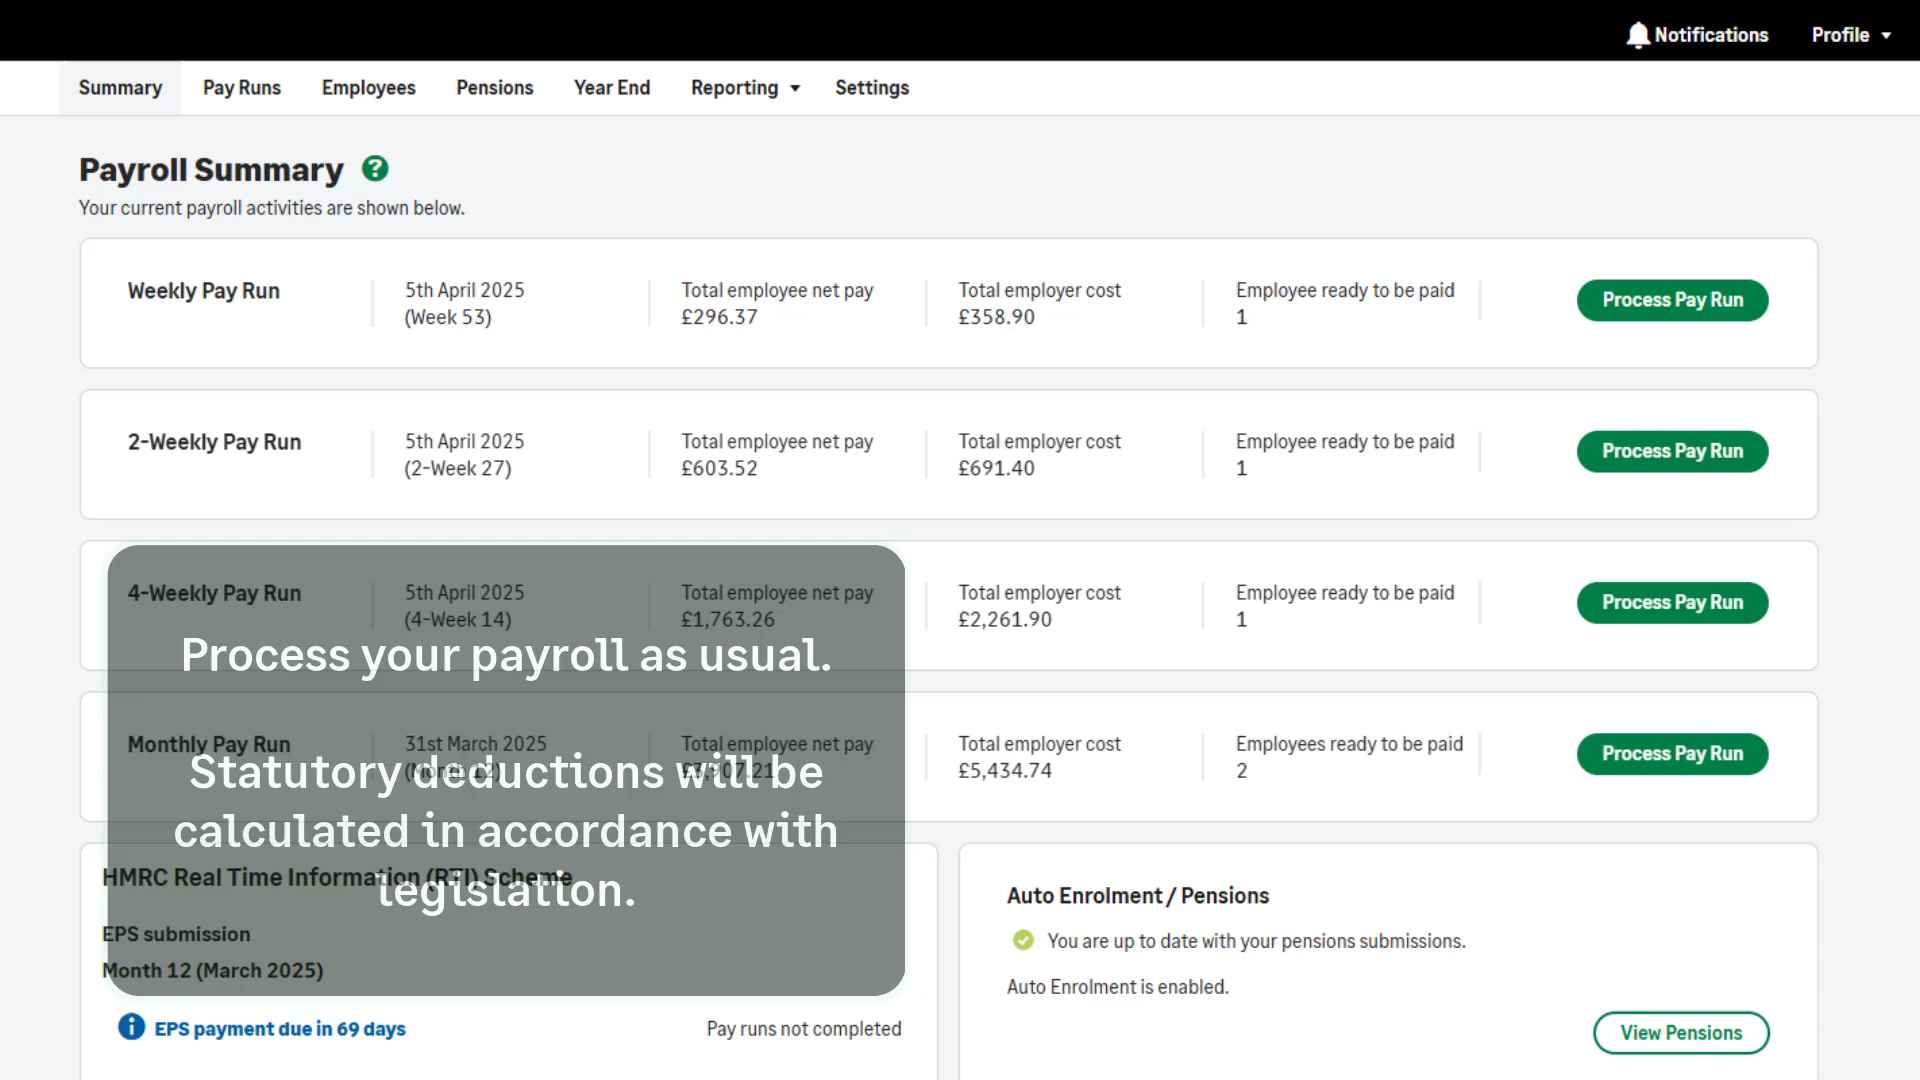 Notifications Profile
Summary Pay Runs Employees Pensions Year End Reporting Settings
Payroll Summary ?
Your current payroll activities are shown below.
Weekly Pay Run 5th April 2025 Total employee net pay Total employer cost Employee ready to be paid Process Pay Run
(Week 53) £296.37 £358.90 1
2-Weekly Pay Run 5th April 2025 Total employee net pay Total employer cost Employee ready to be paid Process Pay Run
(2-Week 27) £603.52 £691.40 1
4-Weekly Pay Run 5th April 2025 Total employee net pay Total employer cost Employee ready to be paid Process Pay Run
(4-Week 14) £1,763.26 £2,261.90 1
Process your payroll as usual.
Monthly Pay Run 31st March 2025 Total employee net pay Total employer cost Employees ready to be paid Process Pay Run
(Month 12) £3,907.21 £5,434.74 2
Statutory deductions will be
calculated in accordance with
legislation.
HMRC Real Time Information (RTI) Scheme
EPS submission
Month 12 (March 2025)
EPS payment due in 69 days Pay runs not completed
Auto Enrolment / Pensions
You are up to date with your pensions submissions.
Auto Enrolment is enabled.
View Pensions